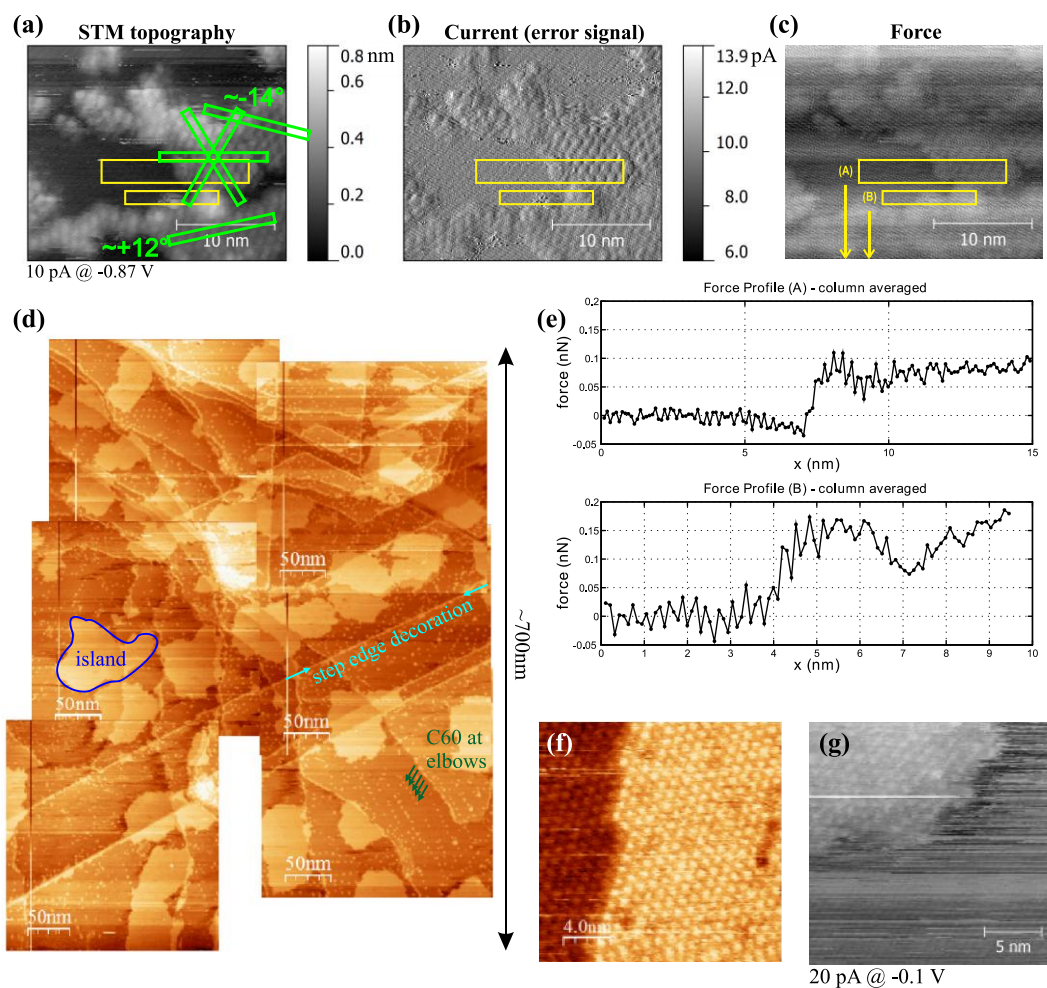 (a)
STM topography
0.8
nm
0.6
0.4
0.2
0.0
~-14°
~+12°
10 nm
10 pA @ -0.87 V
(b)
Current (error signal)
13.9
pA
12.0
10.0
8.0
6.0
10 nm
(c)
Force
(A)
(B)
10 nm
(d)
50nm
50nm
50nm
50nm
50nm
island
step edge decoration
C60 at
elbows
~700nm
(e)
Force Profile (A) - column averaged
force (nN)
0.2
0.15
0.1
0.05
0
-0.05
0
5
10
15
x (nm)
Force Profile (B) - column averaged
force (nN)
0.2
0.15
0.1
0.05
0
-0.05
0 1 2 3 4 5 6 7 8 9 10
x (nm)
(f)
4.0nm
(g)
5 nm
20 pA @ -0.1 V